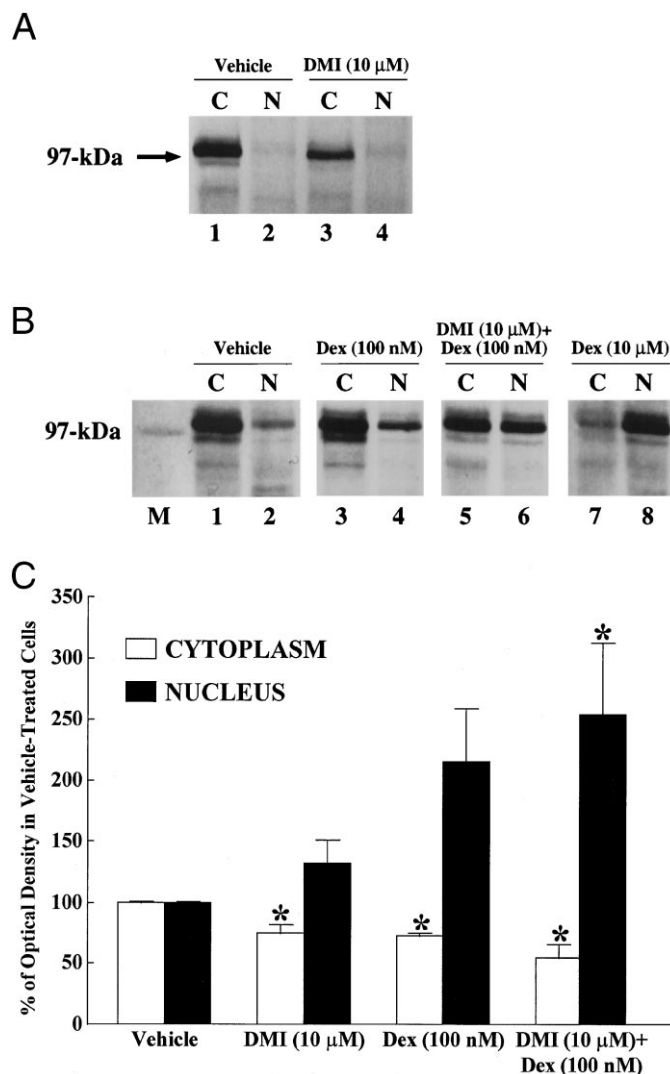 A
Vehicle DMI (10 µM)
C N C N
97-kDa
1 2 3 4
B
DMI (10 µM)+
Vehicle Dex (100 nM) Dex (100 nM) Dex (10 µM)
C N C N C N C N
97-kDa
M 1 2 3 4 5 6 7 8
C
350
300
250
200
150
100
50
0
% of Optical Density in Vehicle-Treated Cells
CYTOPLASM
NUCLEUS
*
* * *
Vehicle DMI (10 µM) Dex (100 nM) DMI (10 µM)+
Dex (100 nM)